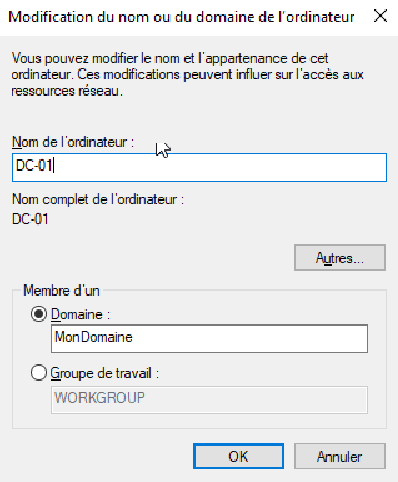 Modification du nom ou du domaine de l'ordinateur
Vous pouvez modifier le nom et l'appartenance de cet
ordinateur. Ces modifications peuvent influer sur l'accès aux
ressources réseau.
Nom de l'ordinateur :
DC-01
Nom complet de l'ordinateur :
DC-01
Autres...
Membre d'un
Domaine :
MonDomaine
Groupe de travail :
WORKGROUP
OK Annuler